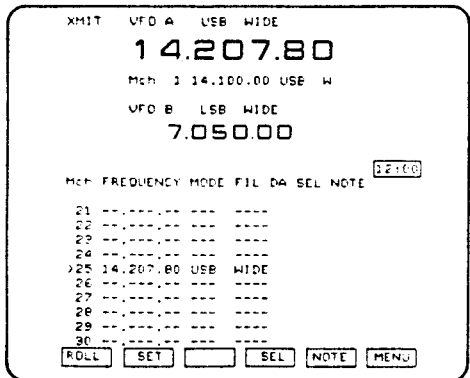 XMIT VFO A USB WIDE
14.207.80
Mch 1 14.100.00 USB W
VFO B LSB WIDE
7.050.00
12:00
Mch FREQUENCY MODE FIL DA SEL NOTE
21 --.---.-- --- ----
22 --.---.-- --- ----
23 --.---.-- --- ----
24 --.---.-- --- ----
>25 14.207.80 USB WIDE
26 --.---.-- --- ----
27 --.---.-- --- ----
28 --.---.-- --- ----
29 --.---.-- --- ----
30 --.---.-- --- ----
ROLL SET SEL NOTE MENU